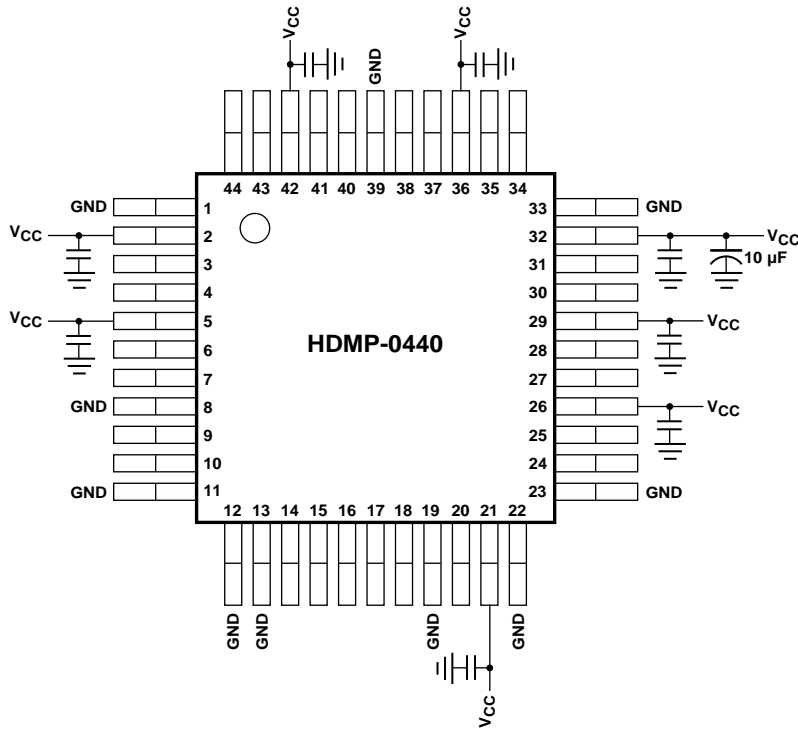 VCC
VCC
GND
44 43 42 41 40 39 38 37 36 35 34
GND 1 33 GND
VCC 2 32 VCC
10 µF
3 31
4 30
VCC 5 29 VCC
HDMP-0440
6 28
7 27
GND 8 26 VCC
9 25
10 24
GND 11 23 GND
12 13 14 15 16 17 18 19 20 21 22
GND GND GND GND
VCC